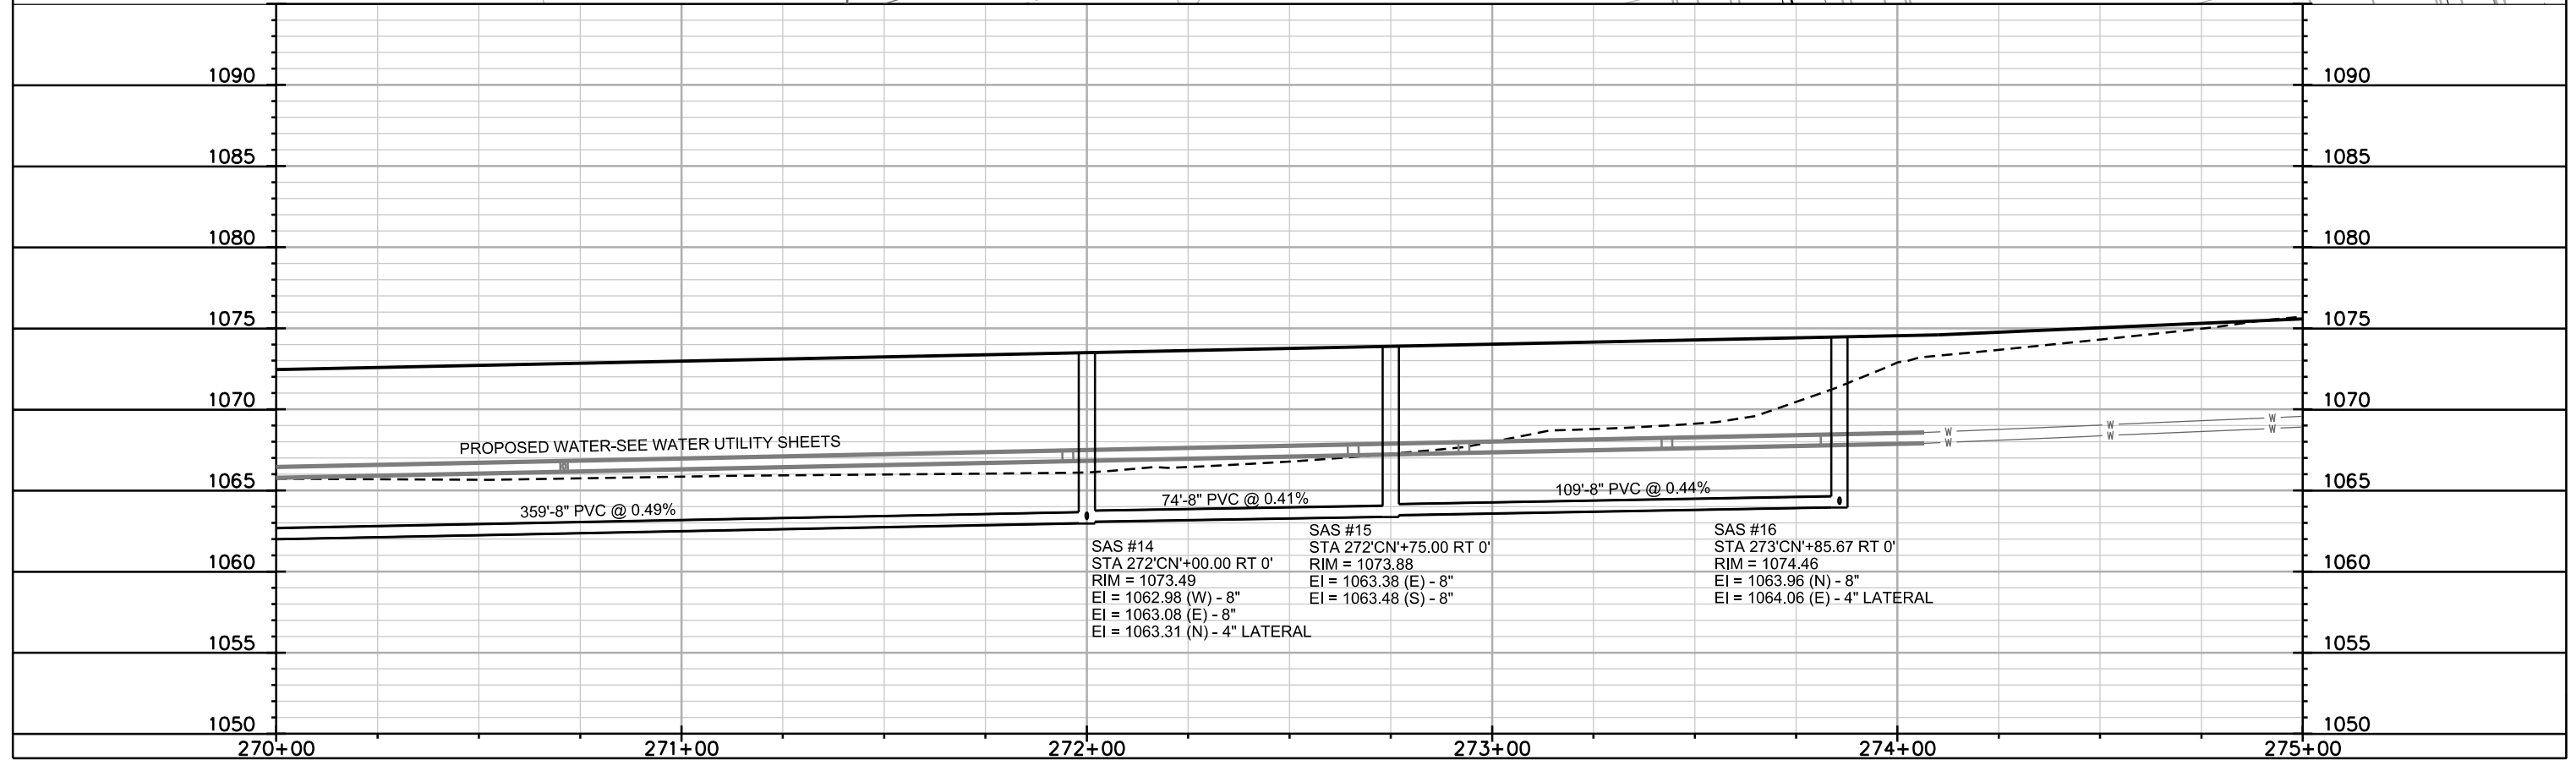 1090 1090
1085 1085
1080 1080
1075 1075
1070 1070
PROPOSED WATER-SEE WATER UTILITY SHEETS
W W W
W W W
1065 1065
359'-8" PVC @ 0.49%
74'-8" PVC @ 0.41%
109'-8" PVC @ 0.44%
SAS #14
STA 272'CN'+00.00 RT 0'
RIM = 1073.49
EI = 1062.98 (W) - 8"
EI = 1063.08 (E) - 8"
EI = 1063.31 (N) - 4" LATERAL
SAS #15
STA 272'CN'+75.00 RT 0'
RIM = 1073.88
EI = 1063.38 (E) - 8"
EI = 1063.48 (S) - 8"
SAS #16
STA 273'CN'+85.67 RT 0'
RIM = 1074.46
EI = 1063.96 (N) - 8"
EI = 1064.06 (E) - 4" LATERAL
1060 1060
1055 1055
1050 1050
270+00 271+00 272+00 273+00 274+00 275+00